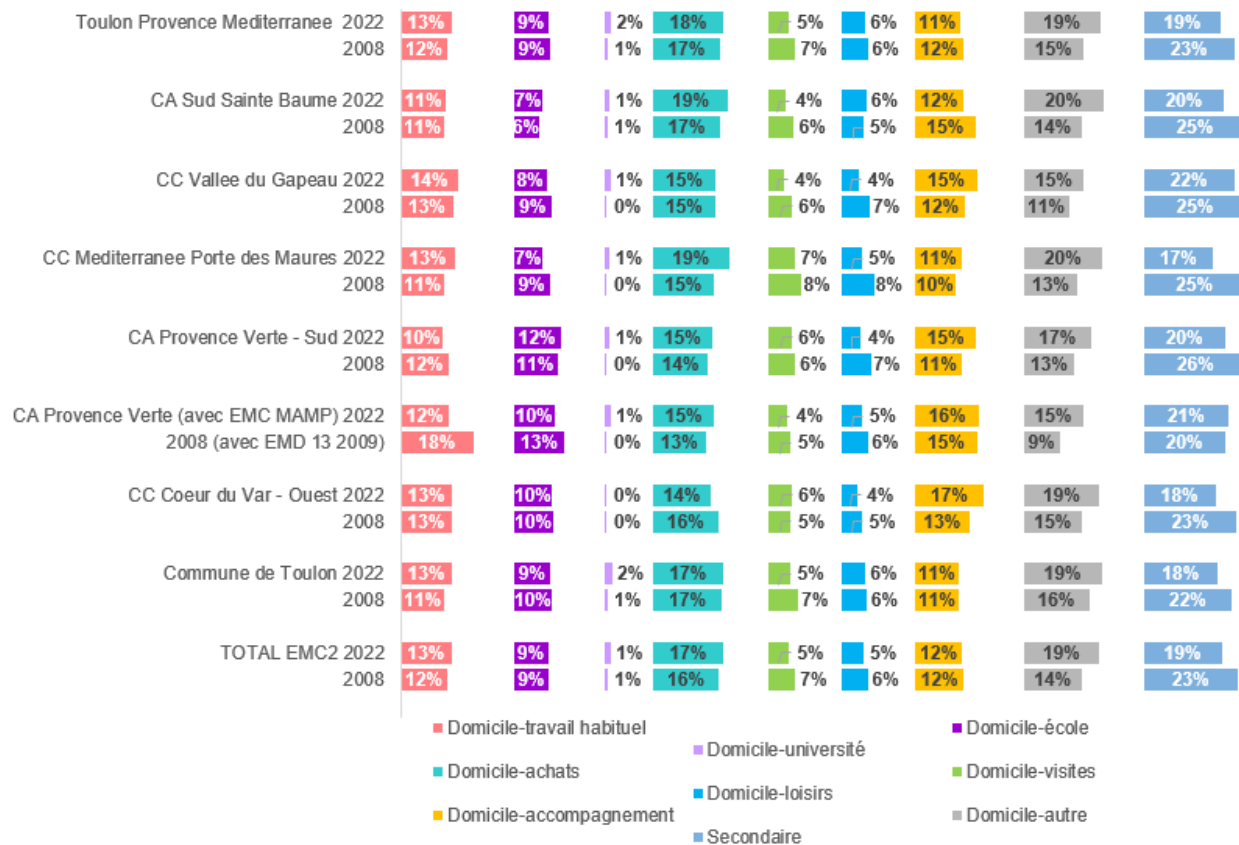 Toulon Provence Mediterranee 2022 13% 9% 2% 18% 5% 6% 11% 19% 19%
2008 12% 9% 1% 17% 7% 6% 12% 15% 23%
CA Sud Sainte Baume 2022 11% 7% 1% 19% 4% 6% 12% 20% 20%
2008 11% 6% 1% 17% 6% 5% 15% 14% 25%
CC Vallee du Gapeau 2022 14% 8% 1% 15% 4% 4% 15% 15% 22%
2008 13% 9% 0% 15% 6% 7% 12% 11% 25%
CC Mediterranee Porte des Maures 2022 13% 7% 1% 19% 7% 5% 11% 20% 17%
2008 11% 9% 0% 15% 8% 8% 10% 13% 25%
CA Provence Verte - Sud 2022 10% 12% 1% 15% 6% 4% 15% 17% 20%
2008 12% 11% 0% 14% 6% 7% 11% 13% 26%
CA Provence Verte (avec EMC MAMP) 2022 12% 10% 1% 15% 4% 5% 16% 15% 21%
2008 (avec EMD 13 2009) 18% 13% 0% 13% 5% 6% 15% 9% 20%
CC Coeur du Var - Ouest 2022 13% 10% 0% 14% 6% 4% 17% 19% 18%
2008 13% 10% 0% 16% 5% 5% 13% 15% 23%
Commune de Toulon 2022 13% 9% 2% 17% 5% 6% 11% 19% 18%
2008 11% 10% 1% 17% 7% 6% 11% 16% 22%
TOTAL EMC2 2022 13% 9% 1% 17% 5% 5% 12% 19% 19%
2008 12% 9% 1% 16% 7% 6% 12% 14% 23%
Domicile-travail habituel
Domicile-école
Domicile-université
Domicile-achats
Domicile-visites
Domicile-loisirs
Domicile-accompagnement
Domicile-autre
Secondaire